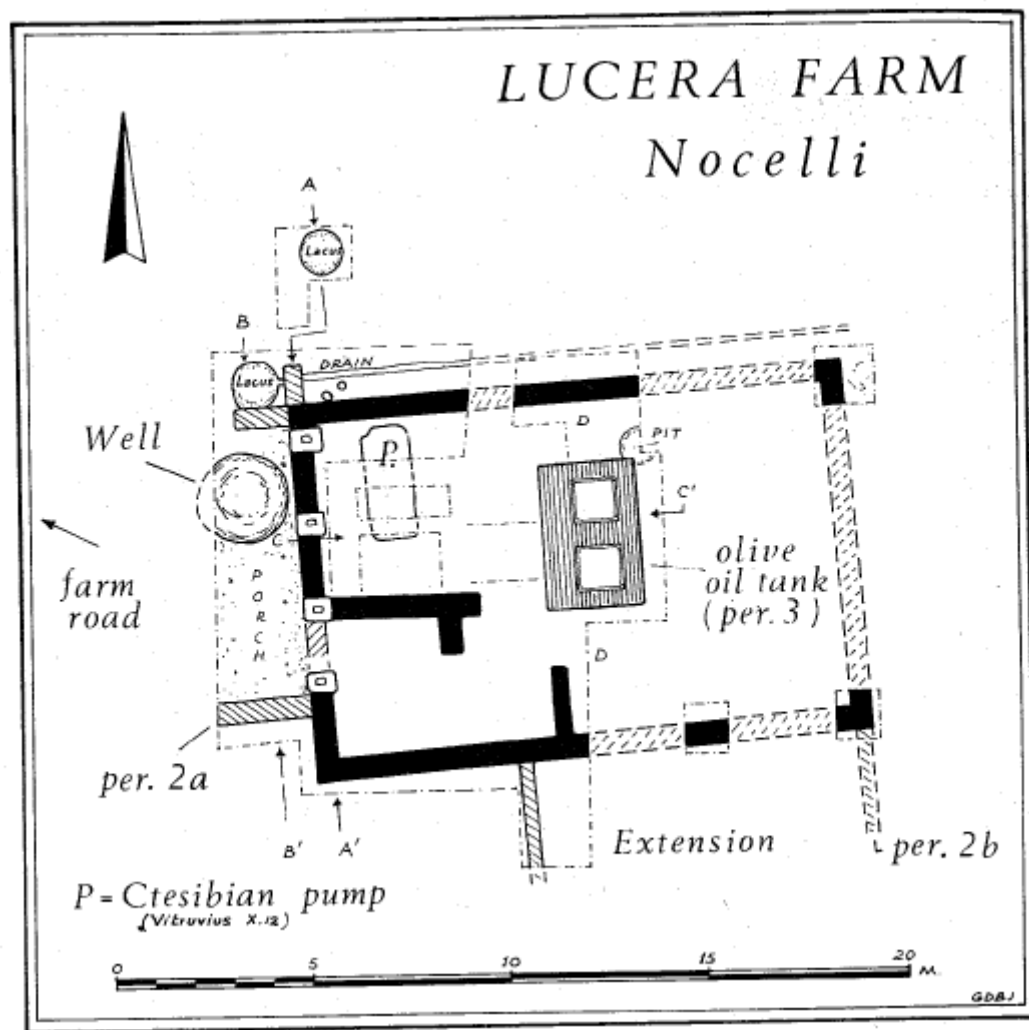 LUCERA FARM
Nocelli
A
Lacus
B
DRAIN
Lacus
Well
P.
D
PIT
C'
C
farm
road
PORCH
olive
oil tank
(per. 3)
D
per. 2a
B'
A'
Extension
per. 2b
P = Ctesibian pump
(Vitruvius X.12)
0
5
10
15
20
M.
GDBJ